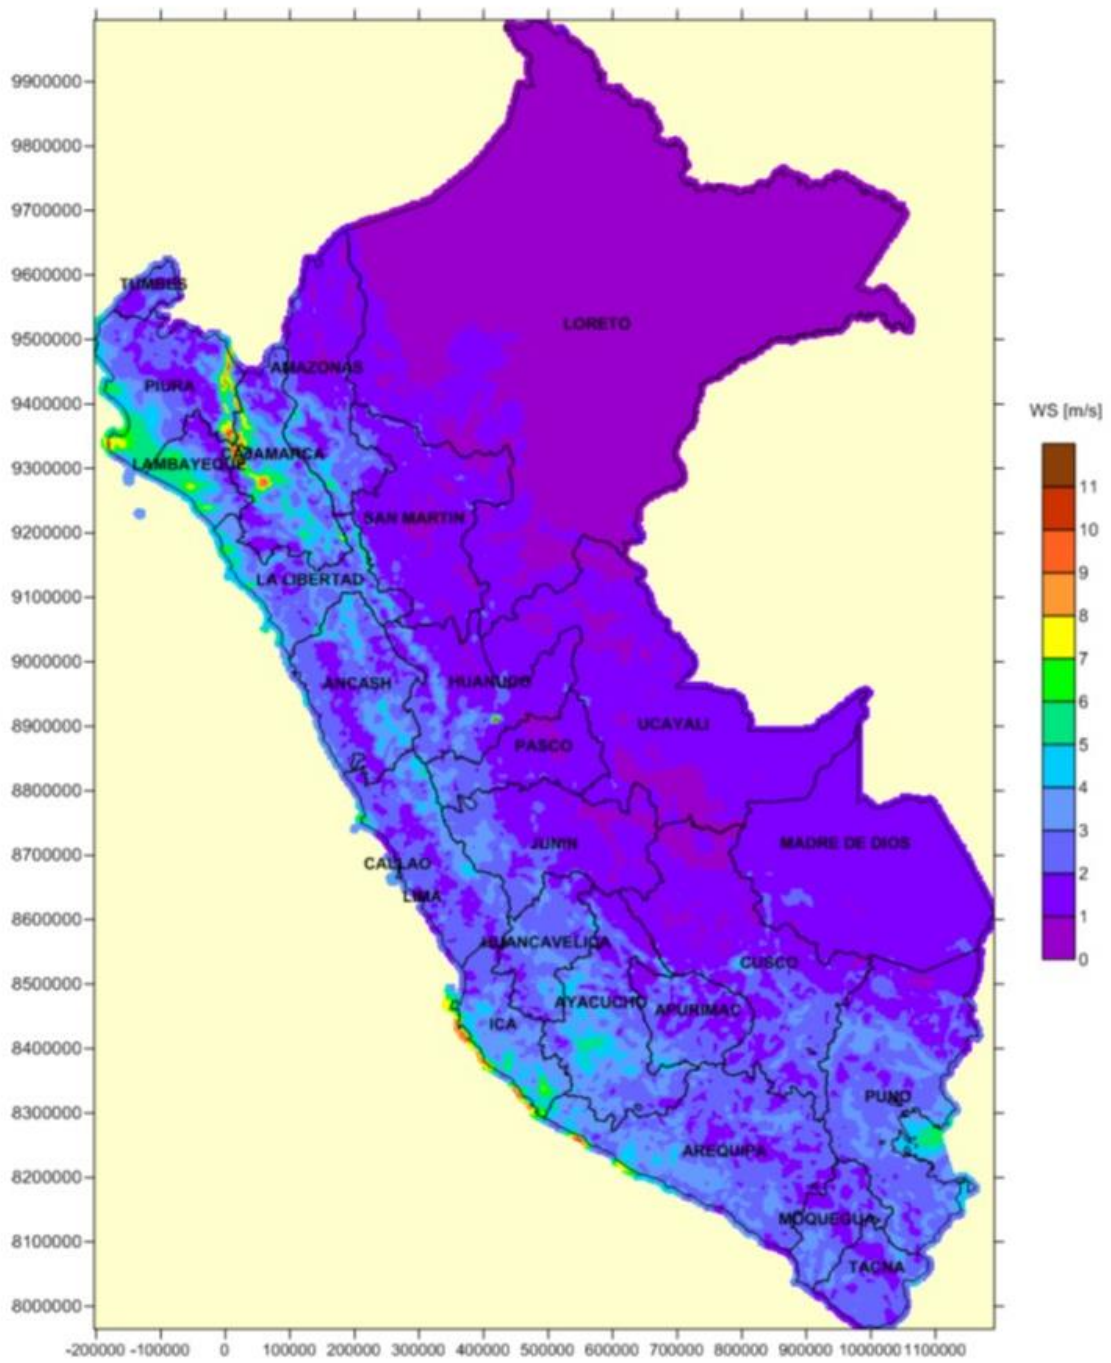 9900000
9800000
9700000
9600000
9500000
9400000
9300000
9200000
9100000
9000000
8900000
8800000
8700000
8600000
8500000
8400000
8300000
8200000
8100000
8000000
-200000 -100000 0 100000 200000 300000 400000 500000 600000 700000 800000 900000 1000000 1100000
TUMBES
LORETO
AMAZONAS
PIURA
CAJAMARCA
LAMBAYEQUE
SAN MARTIN
LA LIBERTAD
ANCASH
HUANUCO
UCAYALI
PASCO
JUNIN
MADRE DE DIOS
CALLAO
LIMA
HUANCAVELICA
CUSCO
AYACUCHO
APURIMAC
ICA
PUNO
AREQUIPA
MOQUEGUA
TACNA
WS [m/s]
11
10
9
8
7
6
5
4
3
2
1
0